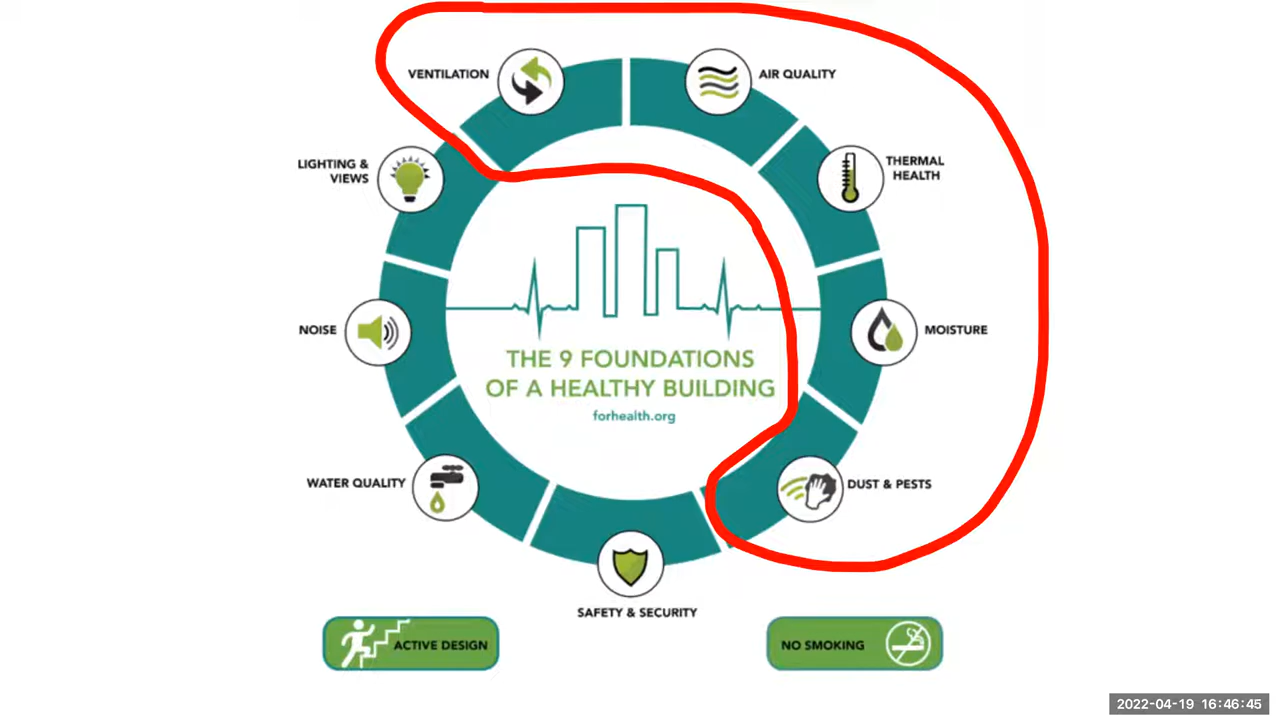 VENTILATION
AIR QUALITY
LIGHTING &
VIEWS
THERMAL
HEALTH
NOISE
MOISTURE
THE 9 FOUNDATIONS
OF A HEALTHY BUILDING
forhealth.org
WATER QUALITY
DUST & PESTS
SAFETY & SECURITY
ACTIVE DESIGN
NO SMOKING
2022-04-19 16:46:45